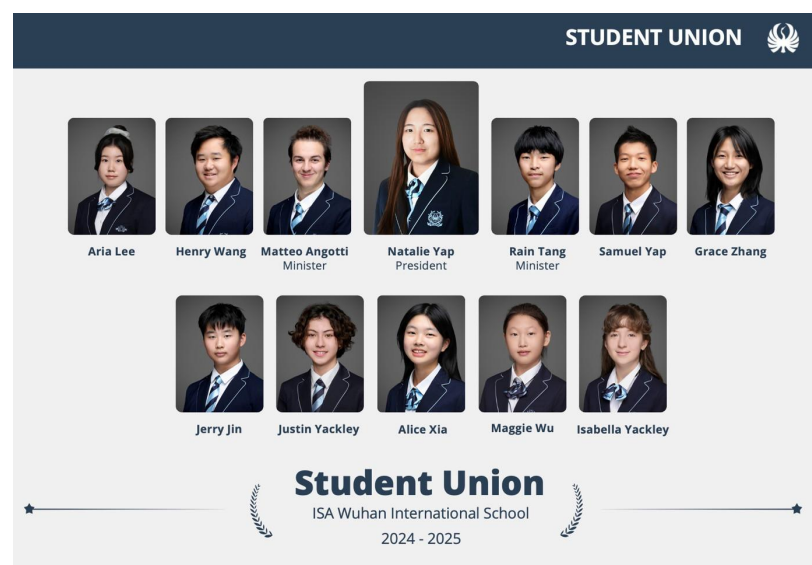 STUDENT UNION
Aria Lee
Henry Wang
Matteo Angotti
Minister
Natalie Yap
President
Rain Tang
Minister
Samuel Yap
Grace Zhang
Jerry Jin
Justin Yackley
Alice Xia
Maggie Wu
Isabella Yackley
Student Union
ISA Wuhan International School
2024 - 2025